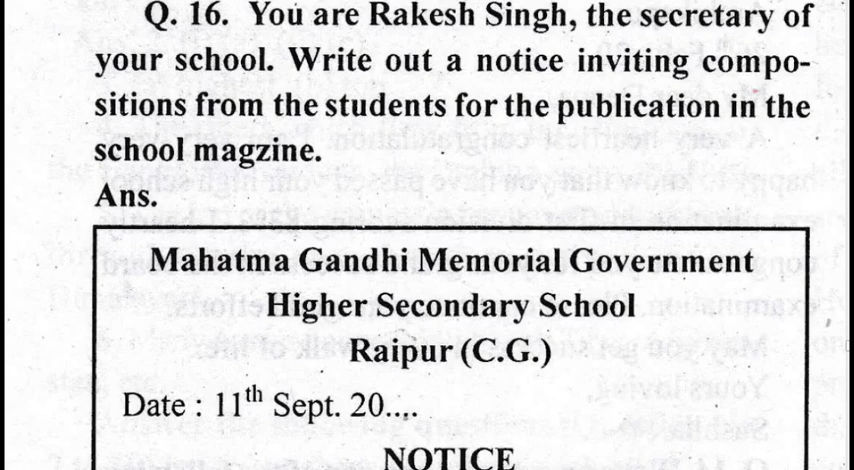 Q. 16. You are Rakesh Singh, the secretary of
your school. Write out a notice inviting compo-
sitions from the students for the publication in the
school magzine.
Ans.
Mahatma Gandhi Memorial Government
Higher Secondary School
Raipur (C.G.)
Date : 11th Sept. 20....
NOTICE